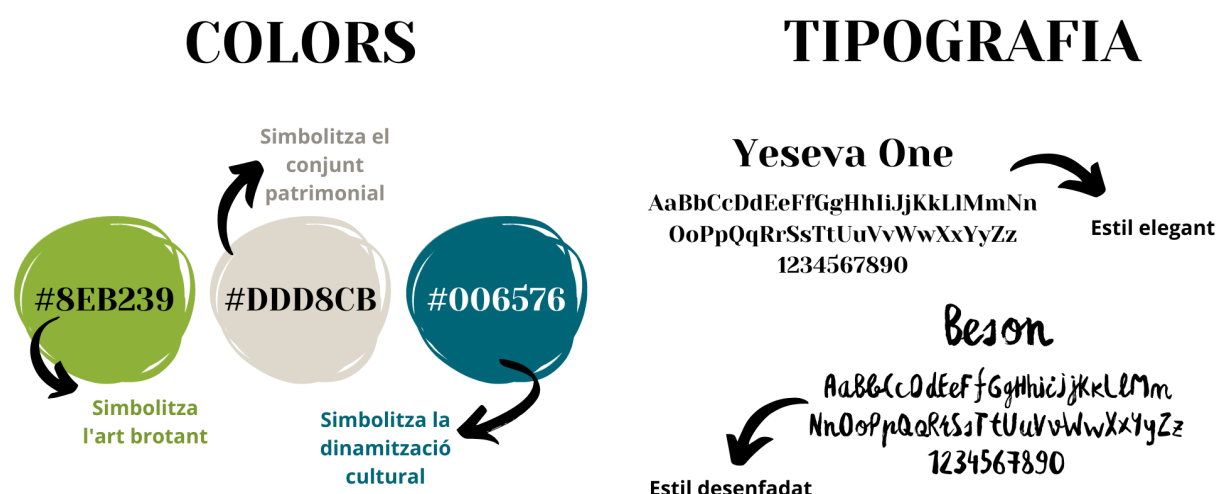 COLORS
Simbolitza el
conjunt
patrimonial
#8EB239
#DDD8CB
#006576
Simbolitza
l'art brotant
Simbolitza la
dinamització
cultural
TIPOGRAFIA
Yeseva One
AaBbCcDdEeFfGgHhIiJjKkLlMmNn
OoPpQqRrSsTtUuVvWwXxYyZz
1234567890
Estil elegant
Beson
AaBbCcDdEeFfGgHhiiJjKkLlMm
NnOoPpQqRrSsTtUuVvWwXxYyZz
1234567890
Estil desenfadat